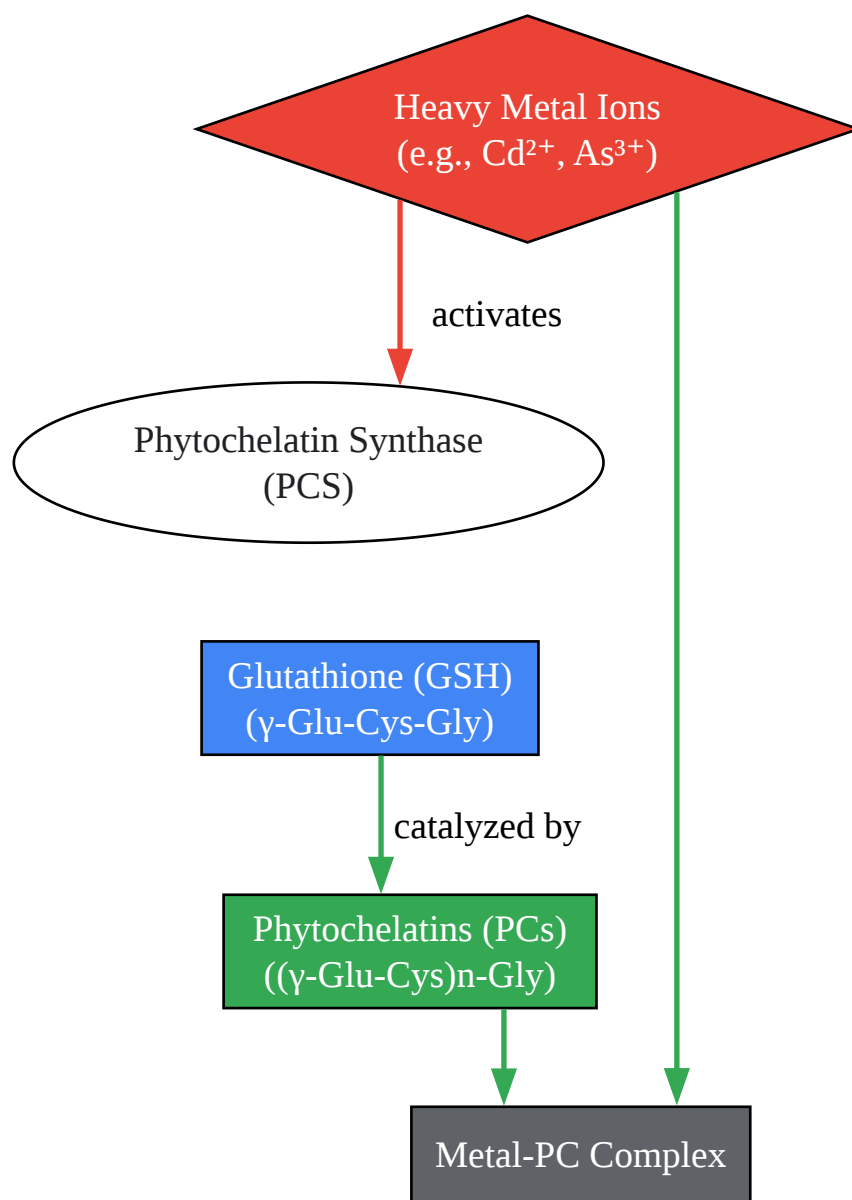 Heavy Metal Ions
(e.g., Cd²⁺, As³⁺)
activates
Phytochelatin Synthase
(PCS)
Glutathione (GSH)
(γ-Glu-Cys-Gly)
catalyzed by
Phytochelatins (PCs)
((γ-Glu-Cys)n-Gly)
Metal-PC Complex